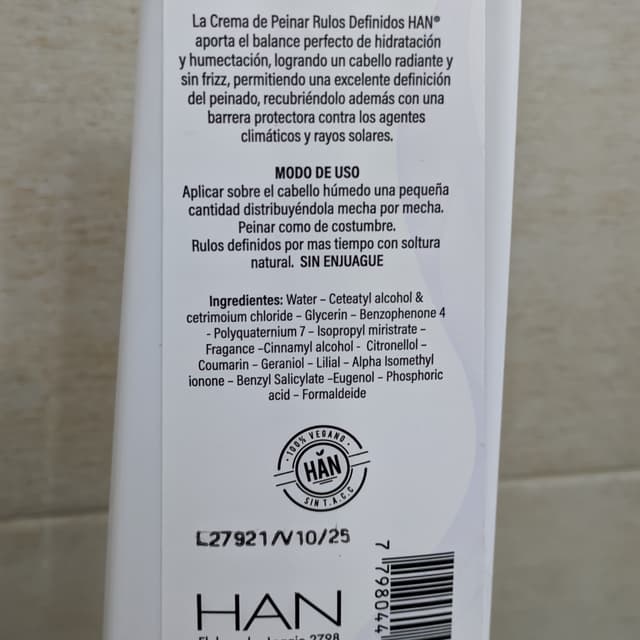 La Crema de Peinar Rulos Definidos HAN®
aporta el balance perfecto de hidratación
y humectación, logrando un cabello radiante y
sin frizz, permitiendo una excelente definición
del peinado, recubriéndolo además con una
barrera protectora contra los agentes
climáticos y rayos solares.
MODO DE USO
Aplicar sobre el cabello húmedo una pequeña
cantidad distribuyéndola mecha por mecha.
Peinar como de costumbre.
Rulos definidos por mas tiempo con soltura
natural. SIN ENJUAGUE
Ingredientes: Water – Ceteatyl alcohol &
cetrimoium chloride – Glycerin – Benzophenone 4
- Polyquaternium 7 – Isopropyl miristrate –
Fragance –Cinnamyl alcohol - Citronellol –
Coumarin – Geraniol – Lilial – Alpha Isomethyl
ionone – Benzyl Salicylate –Eugenol – Phosphoric
acid – Formaldeide
100% VEGANO
HÄN
SIN T.A.C.C
L27921/V10/25
HAN
7 798044